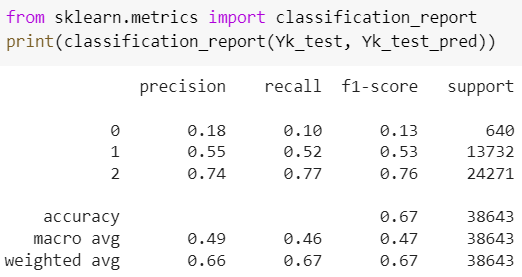 from sklearn.metrics import classification_report
print(classification_report(Yk_test, Yk_test_pred))
precision recall f1-score support
0 0.18 0.10 0.13 640
1 0.55 0.52 0.53 13732
2 0.74 0.77 0.76 24271
accuracy 0.67 38643
macro avg 0.49 0.46 0.47 38643
weighted avg 0.66 0.67 0.67 38643